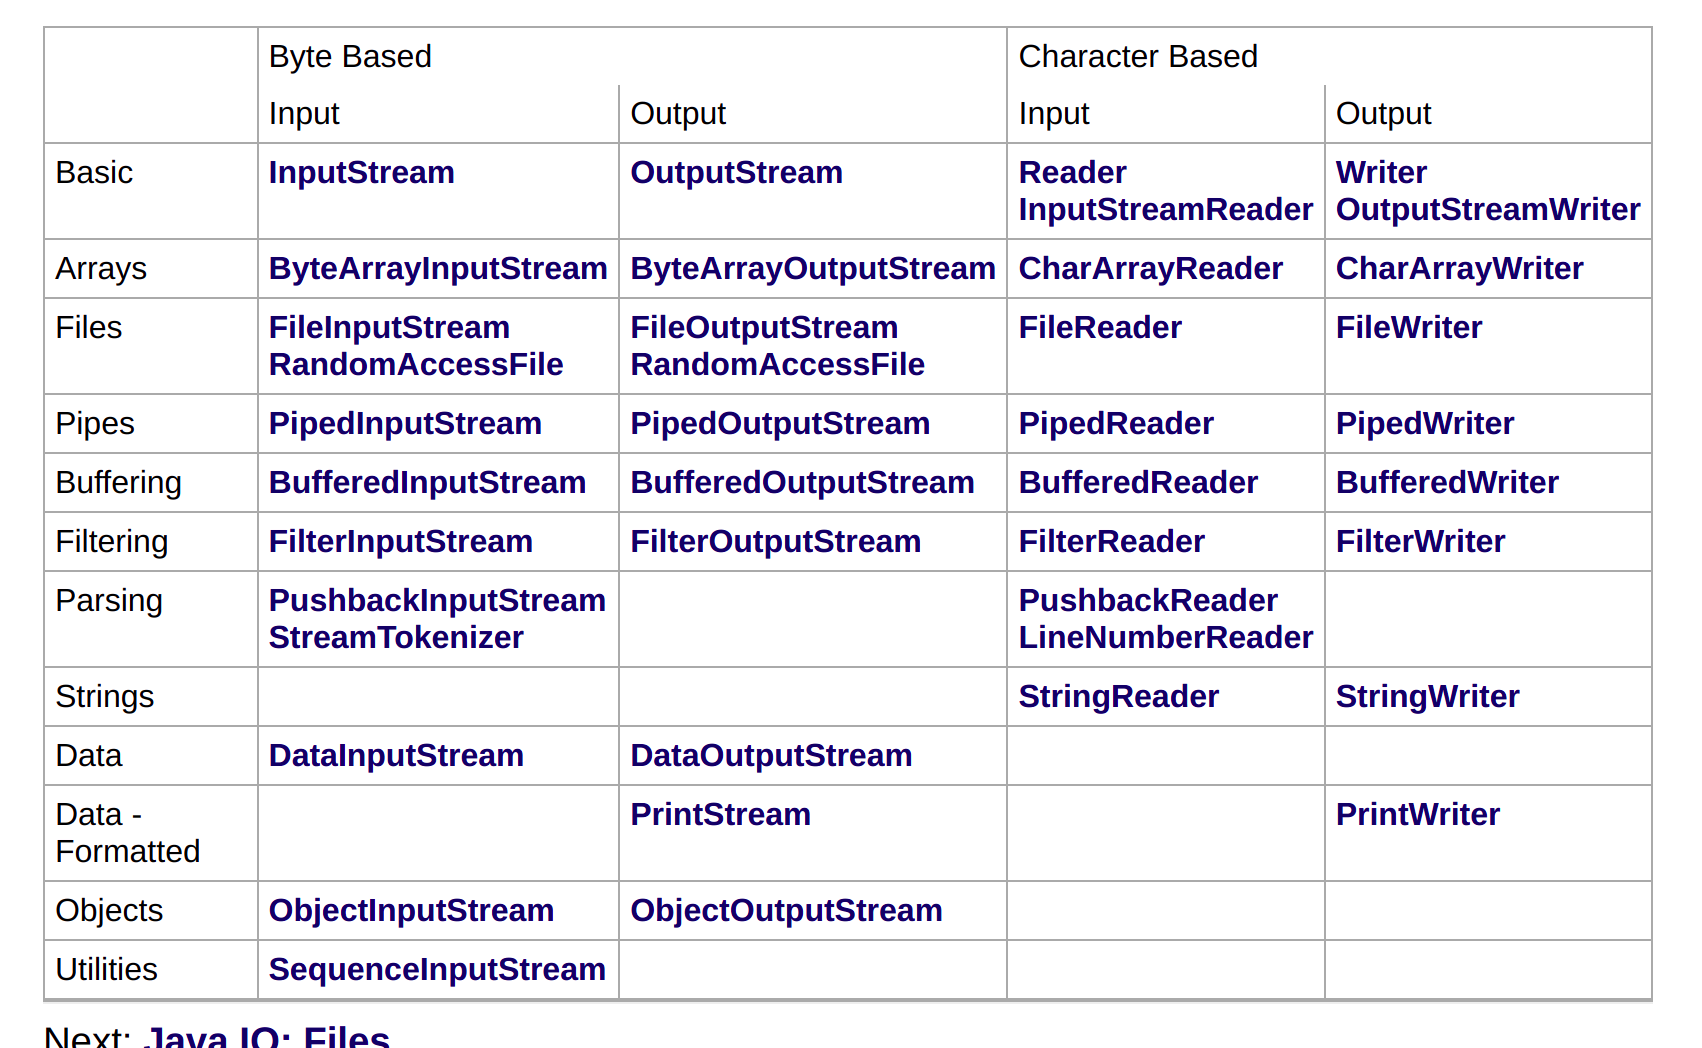 Byte Based Character Based
Input Output Input Output
Basic InputStream OutputStream Reader Writer
InputStreamReader OutputStreamWriter
Arrays ByteArrayInputStream ByteArrayOutputStream CharArrayReader CharArrayWriter
Files FileInputStream FileOutputStream FileReader FileWriter
RandomAccessFile RandomAccessFile
Pipes PipedInputStream PipedOutputStream PipedReader PipedWriter
Buffering BufferedInputStream BufferedOutputStream BufferedReader BufferedWriter
Filtering FilterInputStream FilterOutputStream FilterReader FilterWriter
Parsing PushbackInputStream PushbackReader
StreamTokenizer LineNumberReader
Strings StringReader StringWriter
Data DataInputStream DataOutputStream
Data - PrintStream PrintWriter
Formatted
Objects ObjectInputStream ObjectOutputStream
Utilities SequenceInputStream
Next: Java IO: Files